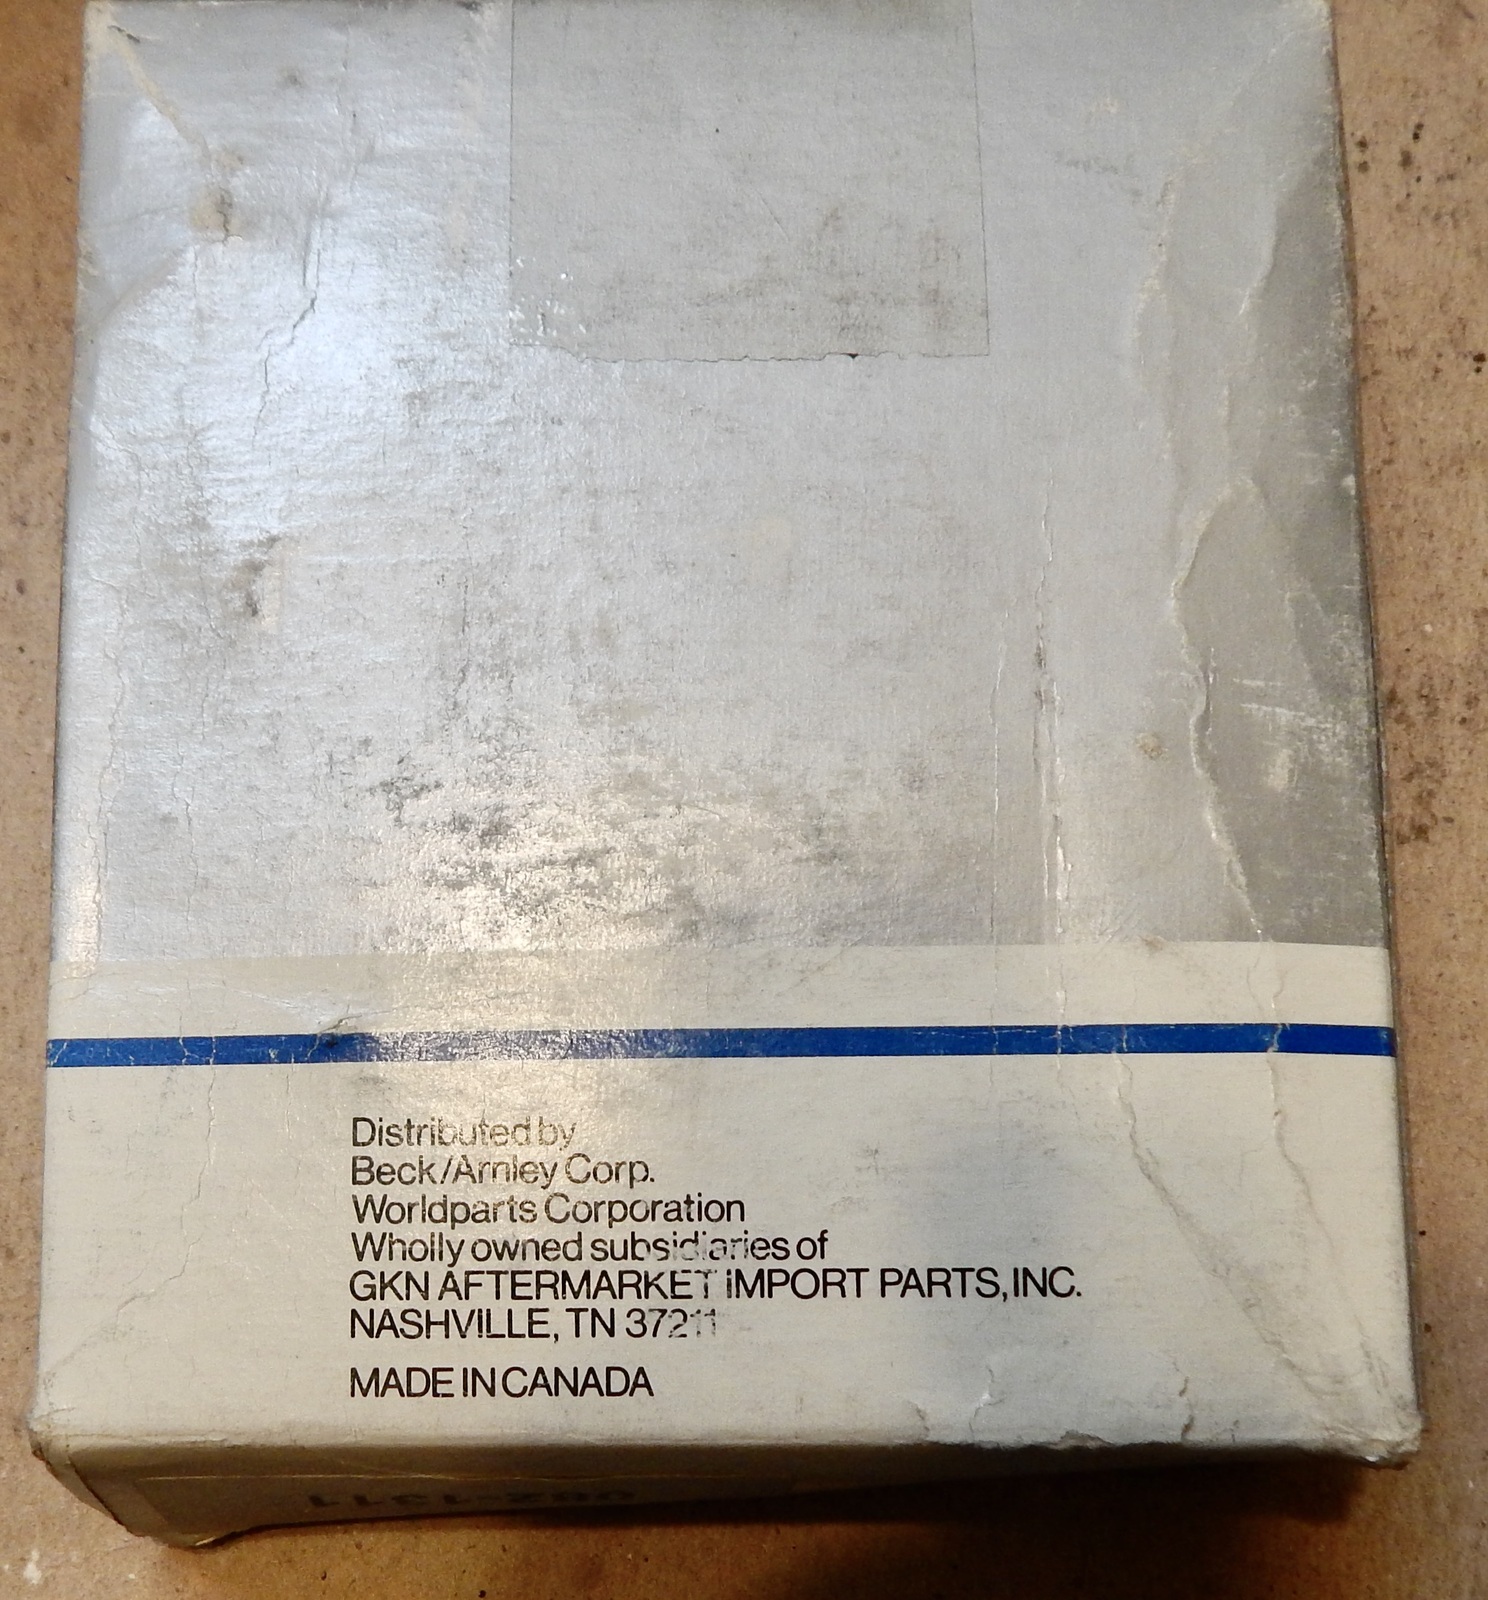 Distributed by
Beck/Arnley Corp.
Worldparts Corporation
Wholly owned subsidiaries of
GKN AFTERMARKET IMPORT PARTS, INC.
NASHVILLE, TN 37211
MADE IN CANADA